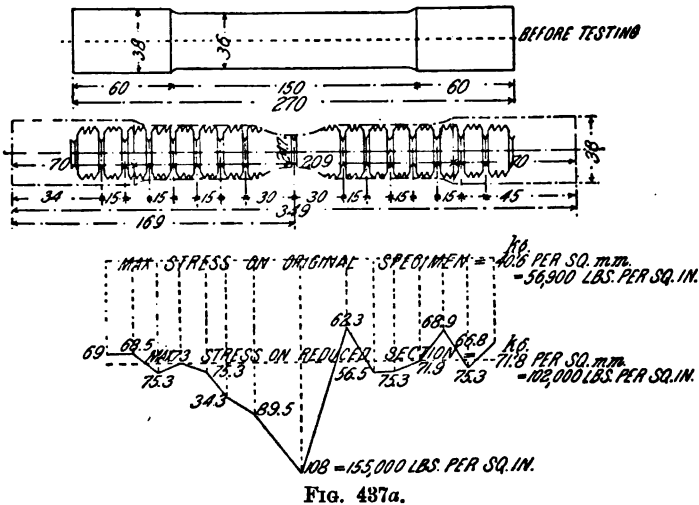 38
36
BEFORE TESTING
60 150 60
270
70 209 70
38
34 15 15 15 30 30 15 15 15 45
349
169
MAX STRESS ON ORIGINAL SPECIMEN = 40.6 kg. PER SQ. mm.
= 56,900 LBS. PER SQ. IN.
69 68.5 75.3 73 75.3 34.3 89.5
62.3 56.5 75.3 71.9 68.9 75.3 66.8
MAX STRESS ON REDUCED SECTION = 71.8 kg. PER SQ. mm.
= 102,000 LBS. PER SQ. IN.
108 = 155,000 LBS. PER SQ. IN.
FIG. 437a.